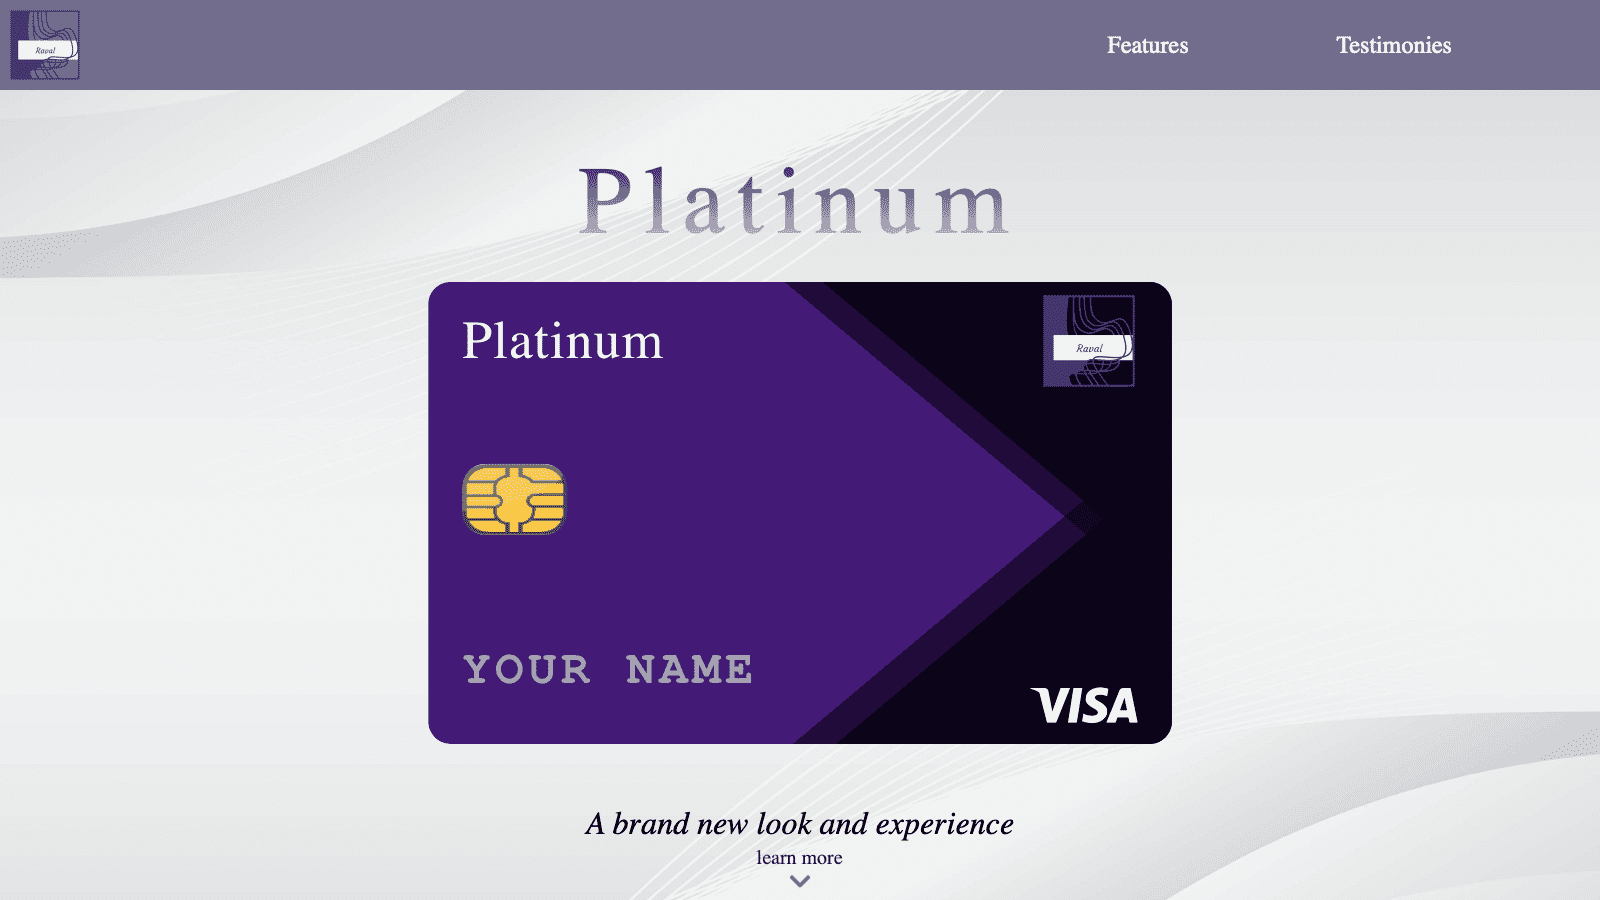 Raval
Features
Testimonies
Platinum
Platinum
Raval
YOUR NAME
VISA
A brand new look and experience
learn more